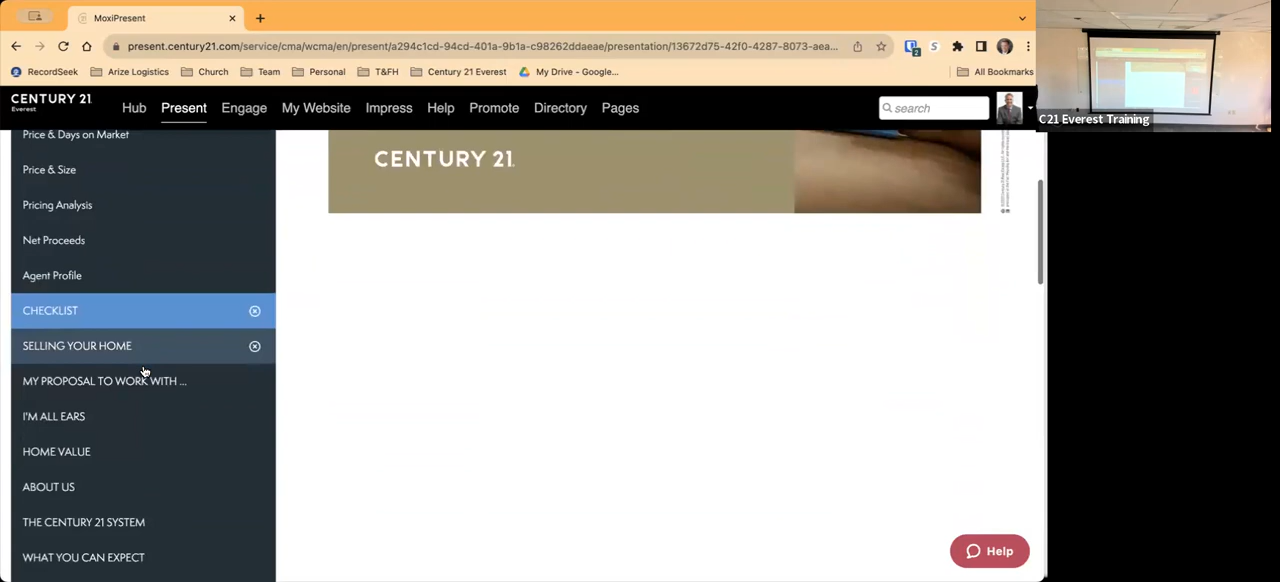 MoxiPresent
present.century21.com/service/cma/wcma/en/present/a294c1cd-94cd-401a-9b1a-c98262ddaeae/presentation/13672d75-42f0-4287-8073-aea...
2
S
RecordSeek
Arize Logistics
Church
Team
Personal
T&FH
Century 21 Everest
My Drive - Google...
All Bookmarks
CENTURY 21.
Everest
Hub
Present
Engage
My Website
Impress
Help
Promote
Directory
Pages
search
C21 Everest Training
Price & Days on Market
Price & Size
Pricing Analysis
Net Proceeds
Agent Profile
CHECKLIST
SELLING YOUR HOME
MY PROPOSAL TO WORK WITH ...
I'M ALL EARS
HOME VALUE
ABOUT US
THE CENTURY 21 SYSTEM
WHAT YOU CAN EXPECT
CENTURY 21.
Help